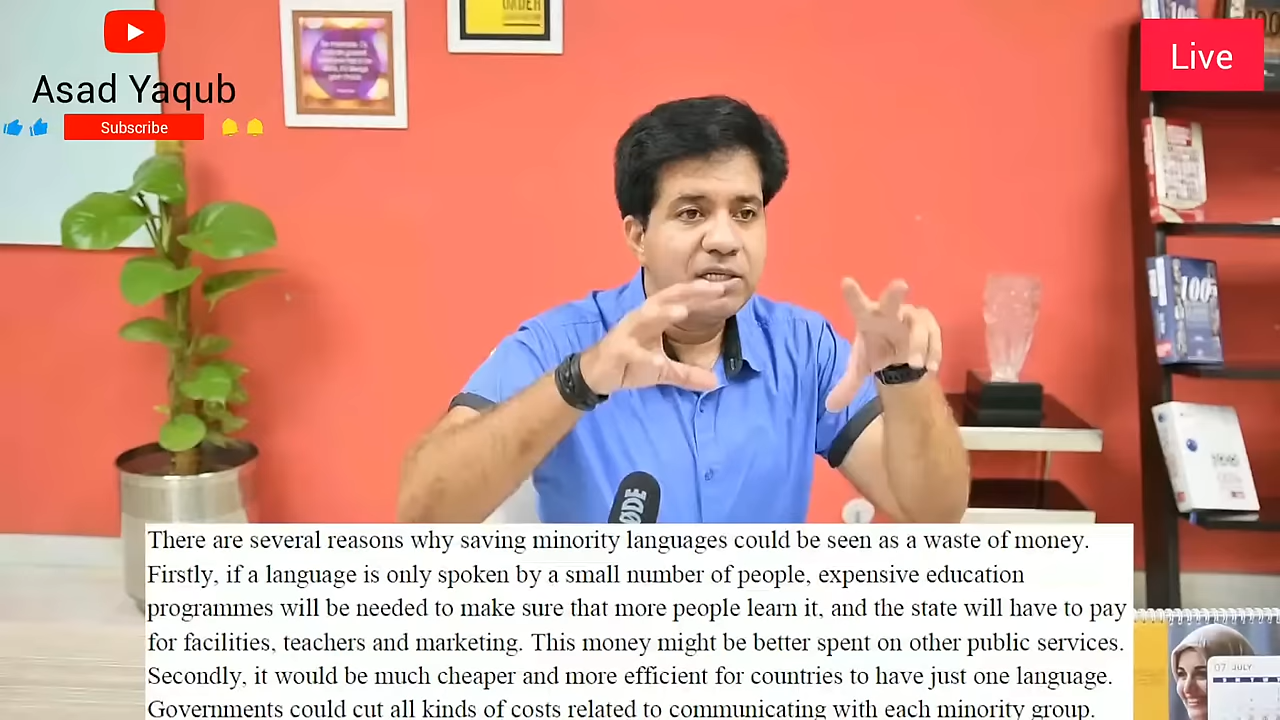 ORDER
Live
Asad Yaqub
Subscribe
100
RØDE
There are several reasons why saving minority languages could be seen as a waste of money.
Firstly, if a language is only spoken by a small number of people, expensive education
programmes will be needed to make sure that more people learn it, and the state will have to pay
for facilities, teachers and marketing. This money might be better spent on other public services.
Secondly, it would be much cheaper and more efficient for countries to have just one language.
Governments could cut all kinds of costs related to communicating with each minority group.
07 JULY